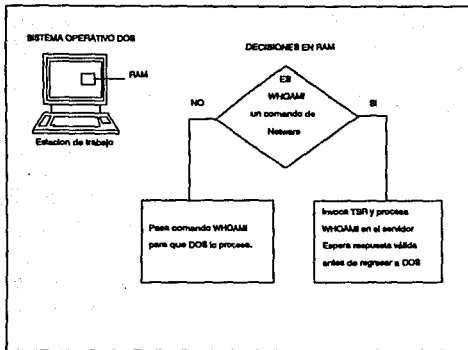 SISTEMA OPERATIVO DOS
RAM
Estacion de trabajo
DECISIONES EN RAM
ES
WHOAMI
un comando de
Netware
NO
SI
Pasa comando WHOAMI
para que DOS lo procese.
Invoca TSR y procesa
WHOAMI en el servidor
Espera respuesta válida
antes de regresar a DOS